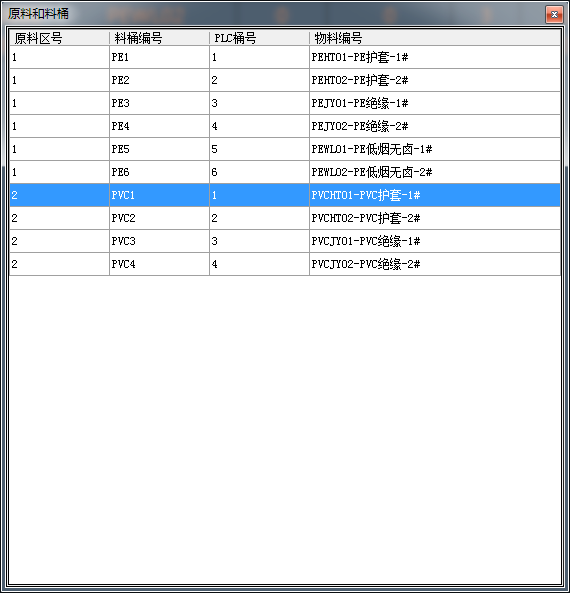 原料和料桶
原料区号 料桶编号 PLC桶号 物料编号
1 PE1 1 PEHT01-PE护套-1#
1 PE2 2 PEHT02-PE护套-2#
1 PE3 3 PEJY01-PE绝缘-1#
1 PE4 4 PEJY02-PE绝缘-2#
1 PE5 5 PEWL01-PE低烟无卤-1#
1 PE6 6 PEWL02-PE低烟无卤-2#
2 PVC1 1 PVCHT01-PVC护套-1#
2 PVC2 2 PVCHT02-PVC护套-2#
2 PVC3 3 PVCJY01-PVC绝缘-1#
2 PVC4 4 PVCJY02-PVC绝缘-2#